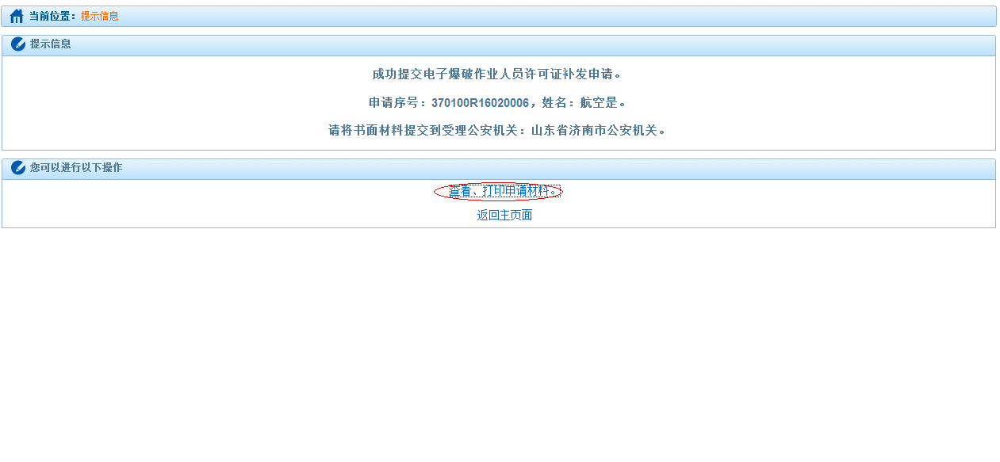 当前位置：提示信息
提示信息
成功提交电子爆破作业人员许可证补发申请。
申请序号：370100R16020006，姓名：航空是。
请将书面材料提交到受理公安机关：山东省济南市公安机关。
您可以进行以下操作
查看、打印申请材料。
返回主页面